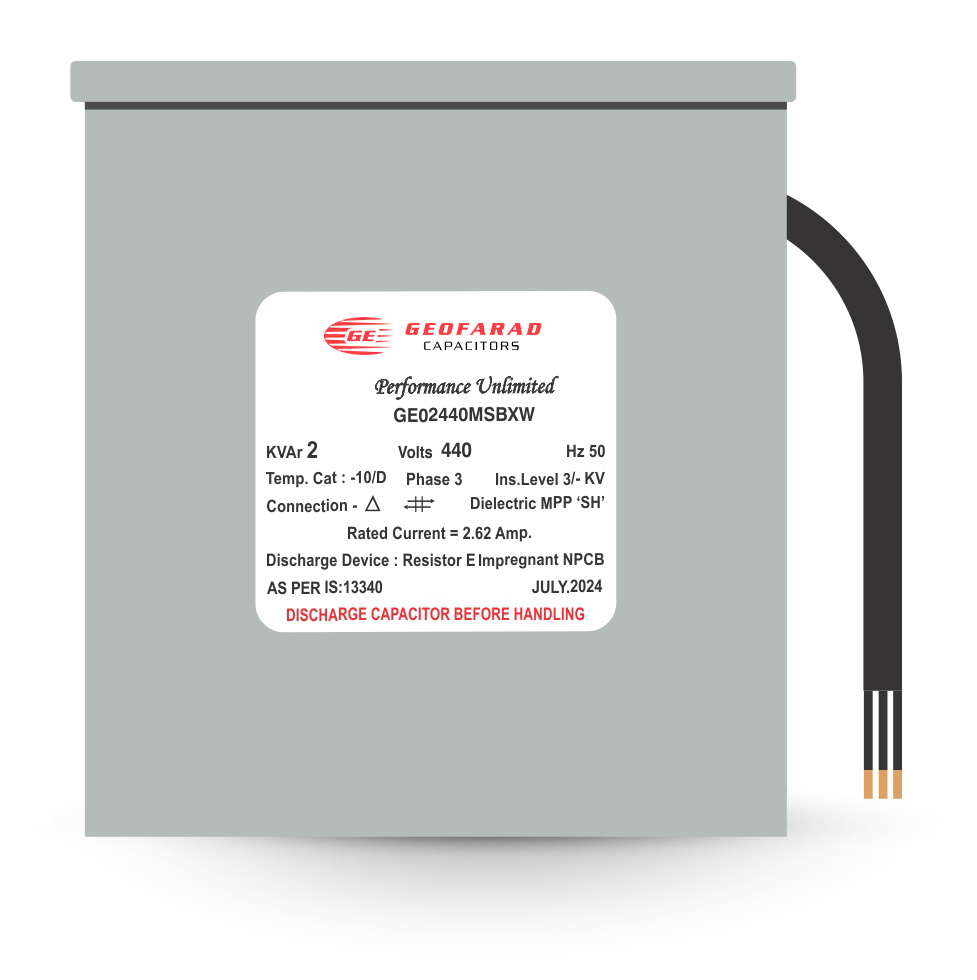 GE GEOFARAD
CAPACITORS
Performance Unlimited
GE02440MSBXW
KVAr 2 Volts 440 Hz 50
Temp. Cat : -10/D Phase 3 Ins.Level 3/- KV
Connection - △ Dielectric MPP ‘SH’
Rated Current = 2.62 Amp.
Discharge Device : Resistor E Impregnant NPCB
AS PER IS:13340 JULY.2024
DISCHARGE CAPACITOR BEFORE HANDLING